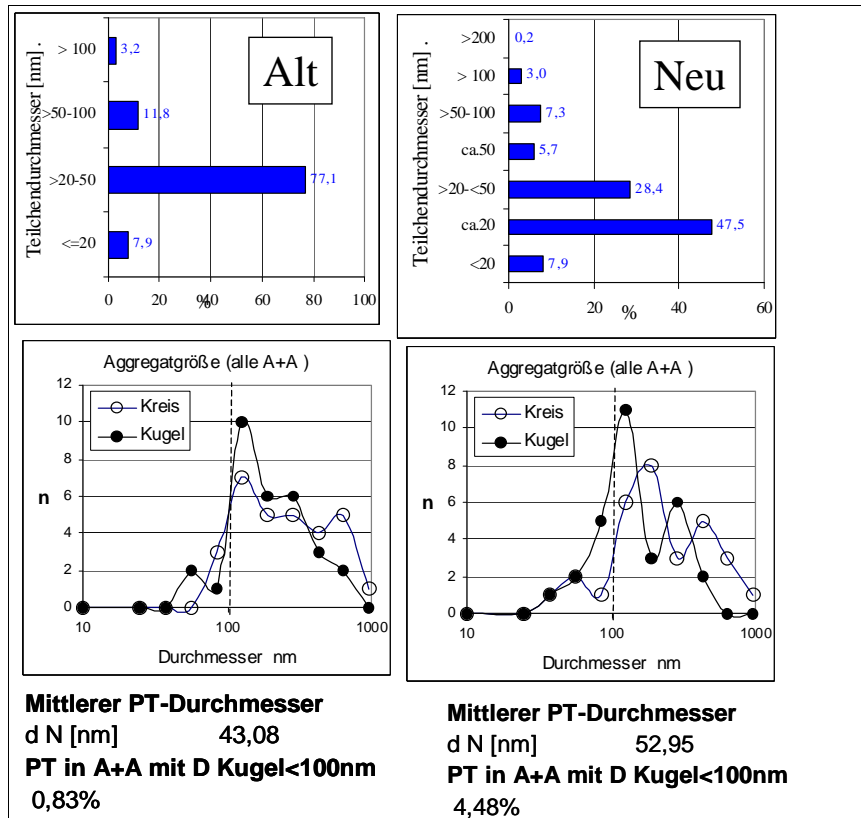 Teilchendurchmesser [nm] .
> 100
>50-100
>20-50
<=20
3,2
11,8
77,1
7,9
Alt
0
20
40
60
80
100
%
Teilchendurchmesser [nm] .
>200
> 100
>50-100
ca.50
>20-<50
ca.20
<20
0,2
3,0
7,3
5,7
28,4
47,5
7,9
Neu
0
20
40
60
%
Aggregatgröße (alle A+A )
12
10
8
6
4
2
0
n
Kreis
Kugel
10
100
1000
Durchmesser nm
Aggregatgröße (alle A+A)
12
10
8
6
4
2
0
n
Kreis
Kugel
10
100
1000
Durchmesser nm
Mittlerer PT-Durchmesser
d N [nm] 43,08
PT in A+A mit D Kugel<100nm
0,83%
Mittlerer PT-Durchmesser
d N [nm] 52,95
PT in A+A mit D Kugel<100nm
4,48%